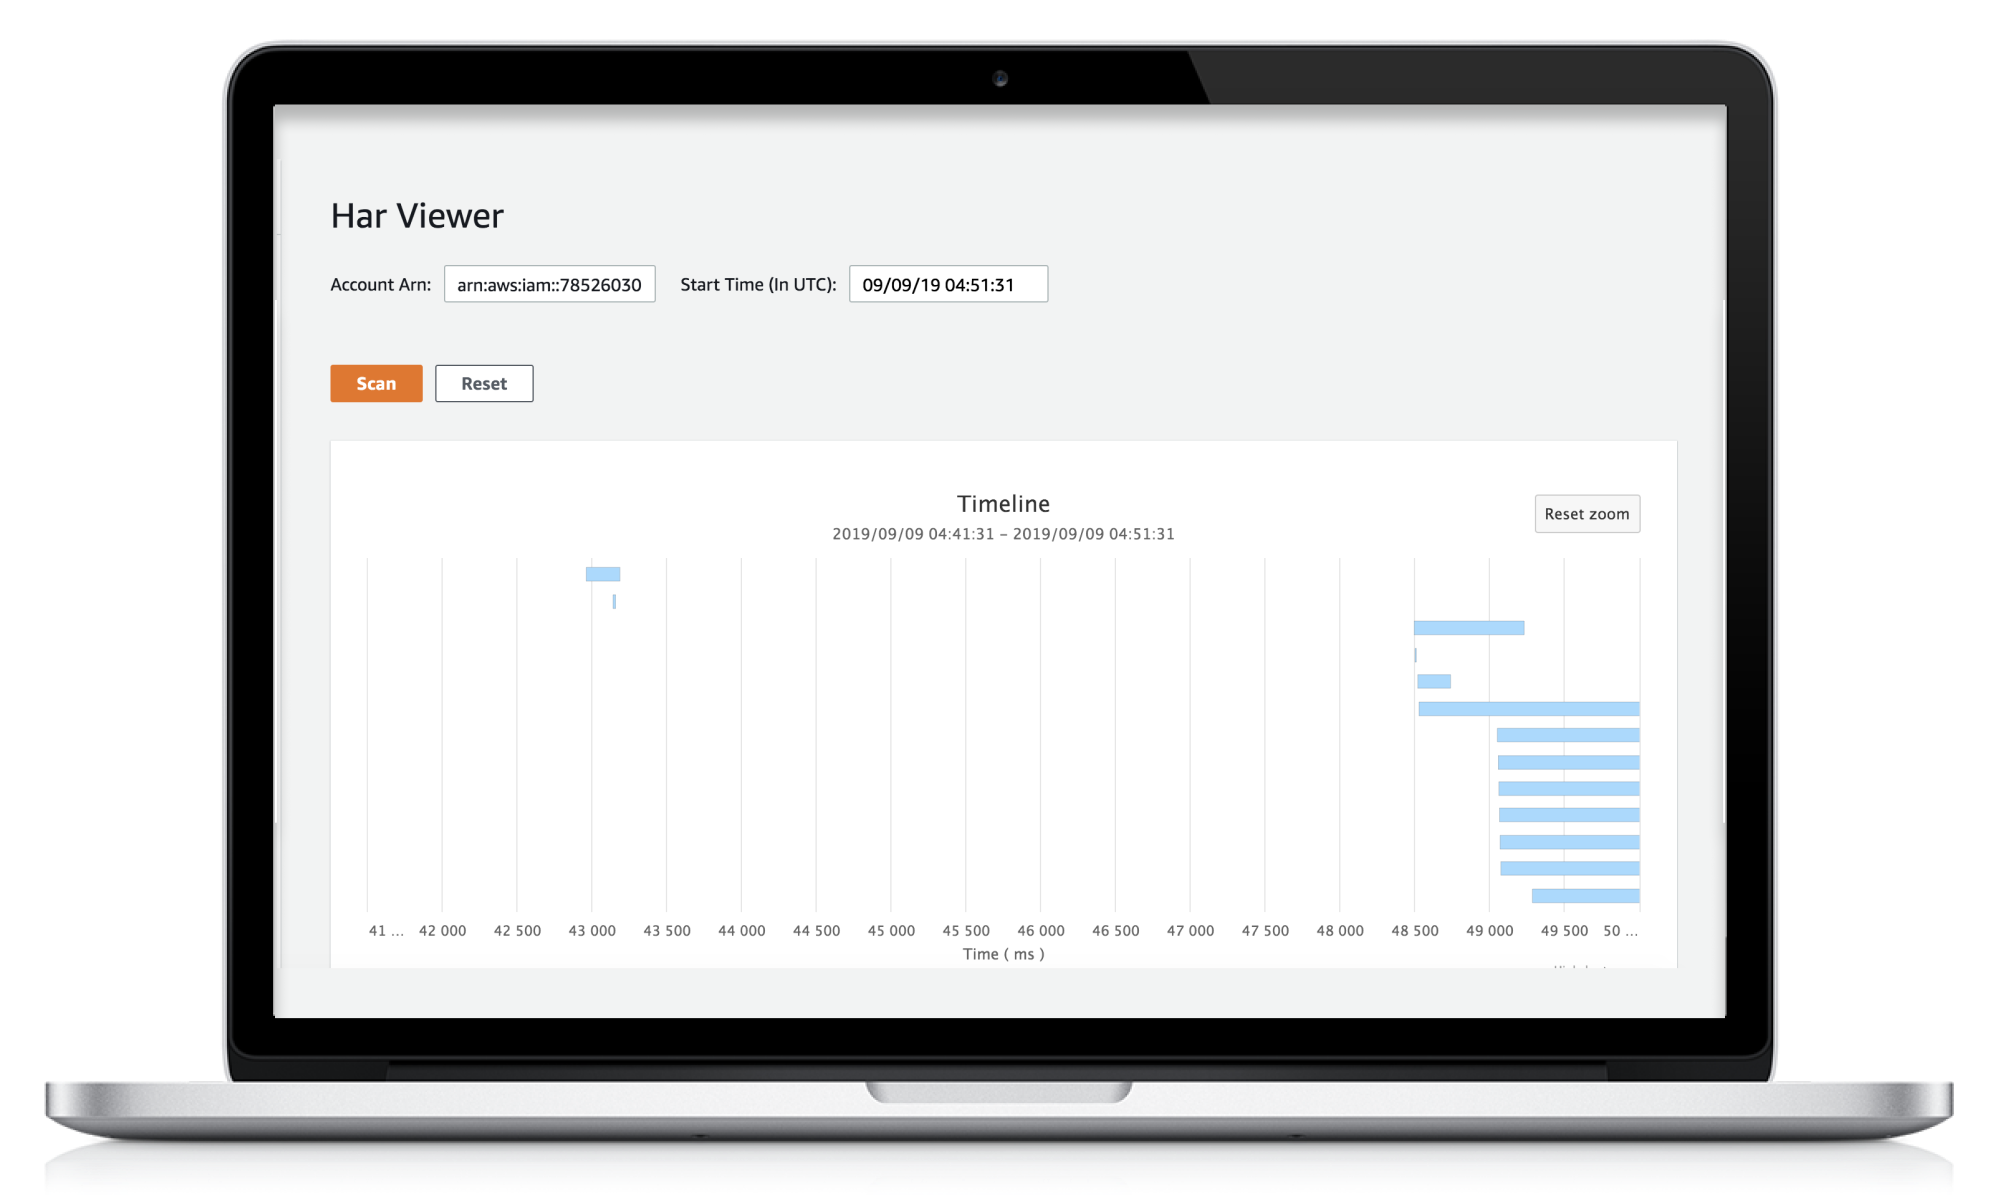 Har Viewer
Account Arn: arn:aws:iam::78526030 Start Time (In UTC): 09/09/19 04:51:31
Scan Reset
Timeline
Reset zoom
2019/09/09 04:41:31 – 2019/09/09 04:51:31
41 ... 42 000 42 500 43 000 43 500 44 000 44 500 45 000 45 500 46 000 46 500 47 000 47 500 48 000 48 500 49 000 49 500 50 ...
Time ( ms )